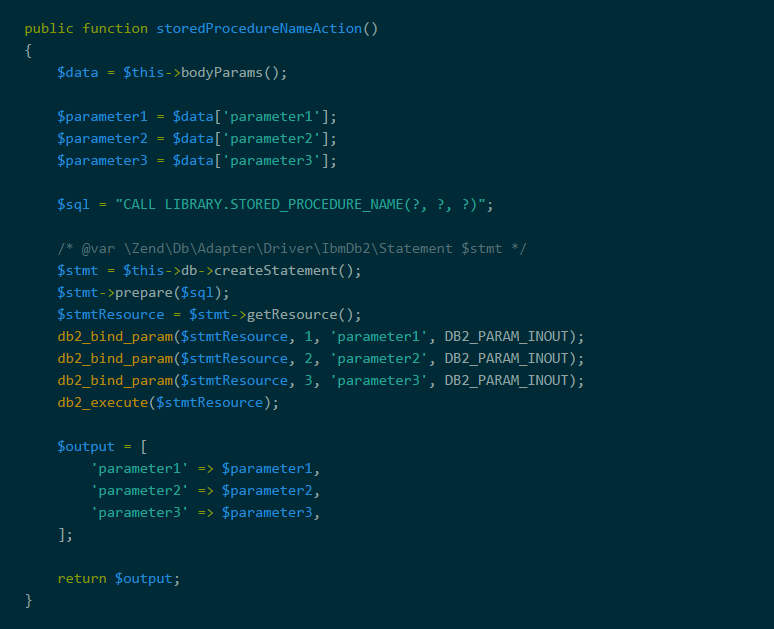 public function storedProcedureNameAction()
{
    $data = $this->bodyParams();

    $parameter1 = $data['parameter1'];
    $parameter2 = $data['parameter2'];
    $parameter3 = $data['parameter3'];

    $sql = "CALL LIBRARY.STORED_PROCEDURE_NAME(?, ?, ?)";

    /* @var \Zend\Db\Adapter\Driver\IbmDb2\Statement $stmt */
    $stmt = $this->db->createStatement();
    $stmt->prepare($sql);
    $stmtResource = $stmt->getResource();
    db2_bind_param($stmtResource, 1, 'parameter1', DB2_PARAM_INOUT);
    db2_bind_param($stmtResource, 2, 'parameter2', DB2_PARAM_INOUT);
    db2_bind_param($stmtResource, 3, 'parameter3', DB2_PARAM_INOUT);
    db2_execute($stmtResource);

    $output = [
        'parameter1' => $parameter1,
        'parameter2' => $parameter2,
        'parameter3' => $parameter3,
    ];

    return $output;
}